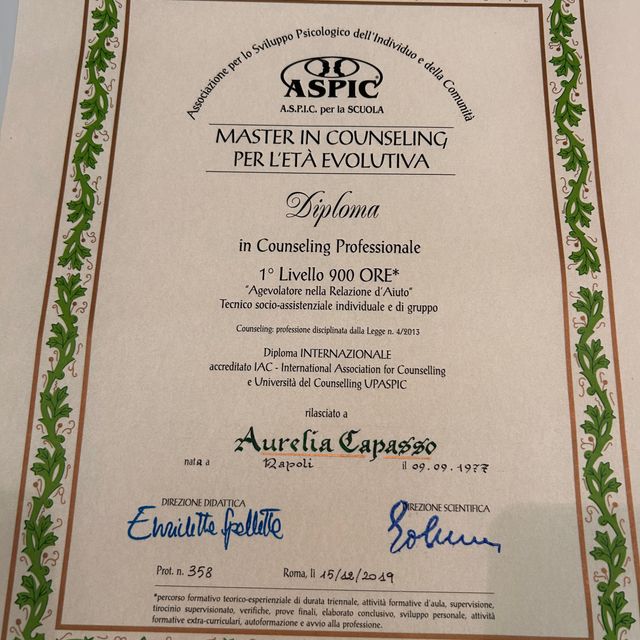 Associazione per lo Sviluppo Psicologico dell'Individuo e della Comunità
ASPIC
A.S.P.I.C. per la SCUOLA
MASTER IN COUNSELING
PER L'ETÀ EVOLUTIVA
Diploma
in Counseling Professionale
1° Livello 900 ORE*
"Agevolatore nella Relazione d'Aiuto"
Tecnico socio-assistenziale individuale e di gruppo
Counseling: professione disciplinata dalla Legge n. 4/2013
Diploma INTERNAZIONALE
accreditato IAC - International Association for Counselling
e Università del Counselling UPASPIC
rilasciato a
Aurelia Capasso
nata a Napoli il 09.09.1977
DIREZIONE DIDATTICA DIREZIONE SCIENTIFICA
Enrichetta Spalletta
Prot. n. 358 Roma, lì 15/12/2019
*percorso formativo teorico-esperienziale di durata triennale, attività formative d'aula, supervisione,
tirocinio supervisionato, verifiche, prove finali, elaborato conclusivo, sviluppo personale, attività
formative extra-curriculari, autoformazione e avvio alla professione.